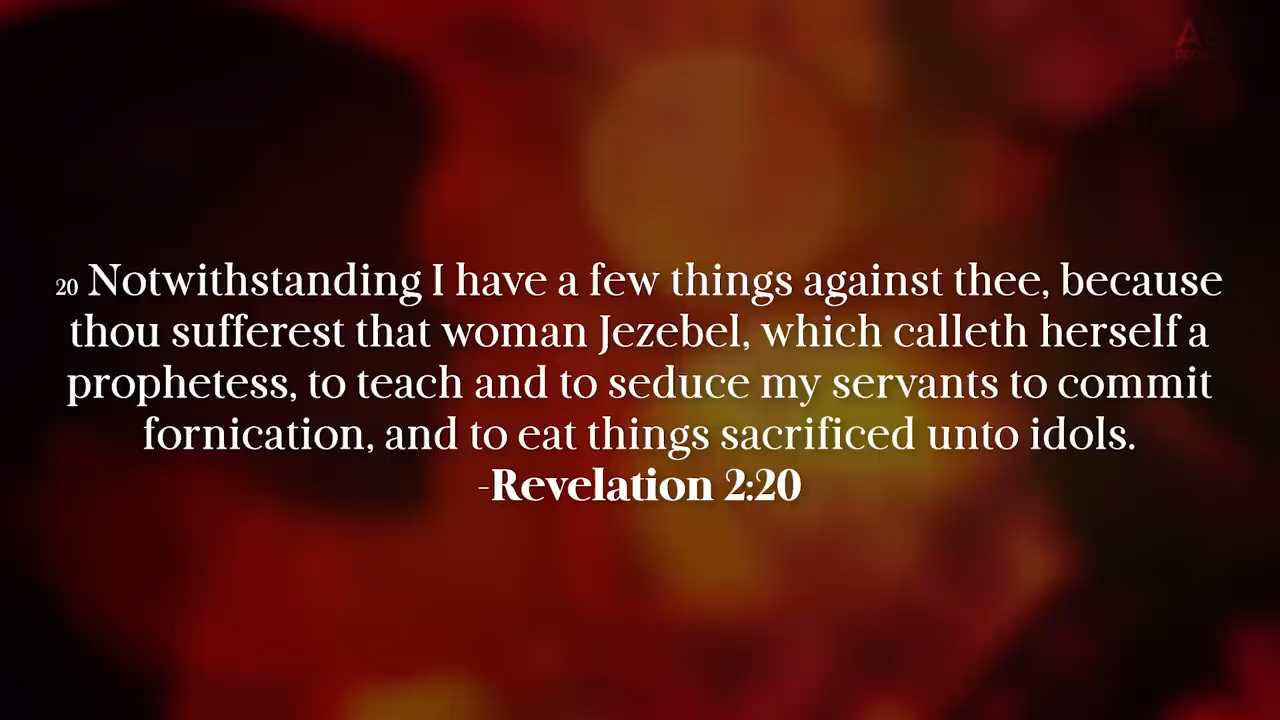 20 Notwithstanding I have a few things against thee, because
thou sufferest that woman Jezebel, which calleth herself a
prophetess, to teach and to seduce my servants to commit
fornication, and to eat things sacrificed unto idols.
-Revelation 2:20